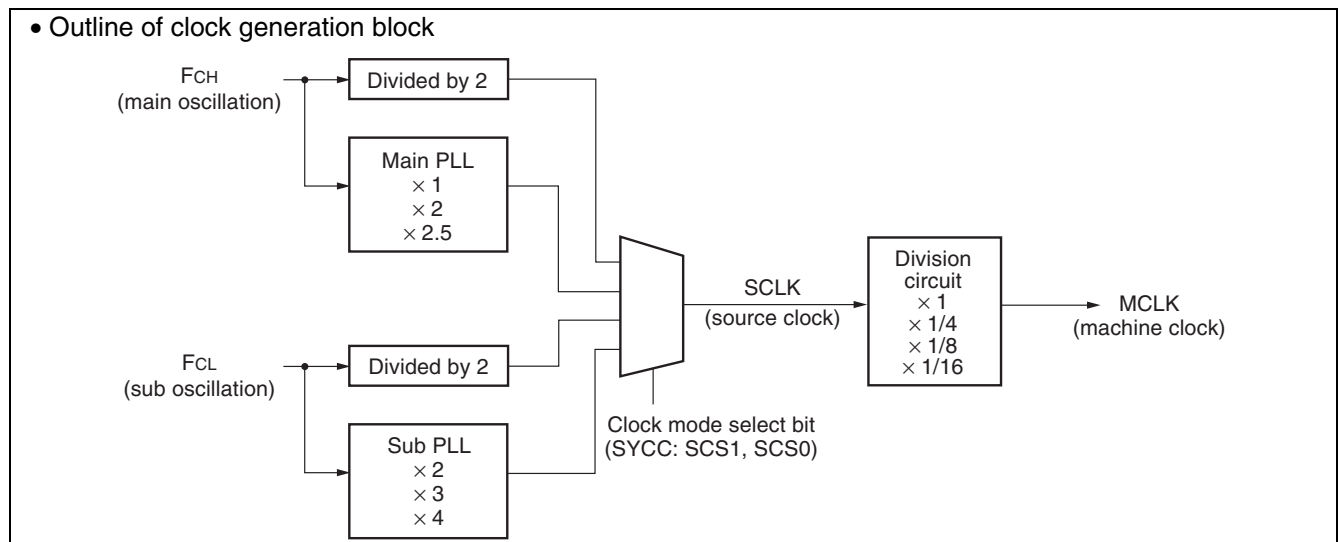 • Outline of clock generation block
FCH
(main oscillation)
Divided by 2
Main PLL
× 1
× 2
× 2.5
FCL
(sub oscillation)
Divided by 2
Sub PLL
× 2
× 3
× 4
Clock mode select bit
(SYCC: SCS1, SCS0)
SCLK
(source clock)
Division
circuit
× 1
× 1/4
× 1/8
× 1/16
MCLK
(machine clock)